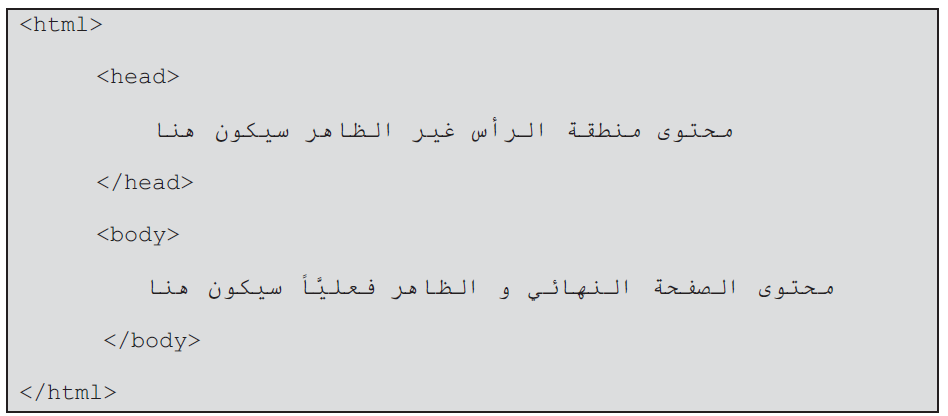 <html>
<head>
محتوى منطقة الرأس غير الظاهر سيكون هنا
</head>
<body>
محتوى الصفحة النهائي و الظاهر فعليَّاً سيكون هنا
</body>
</html>